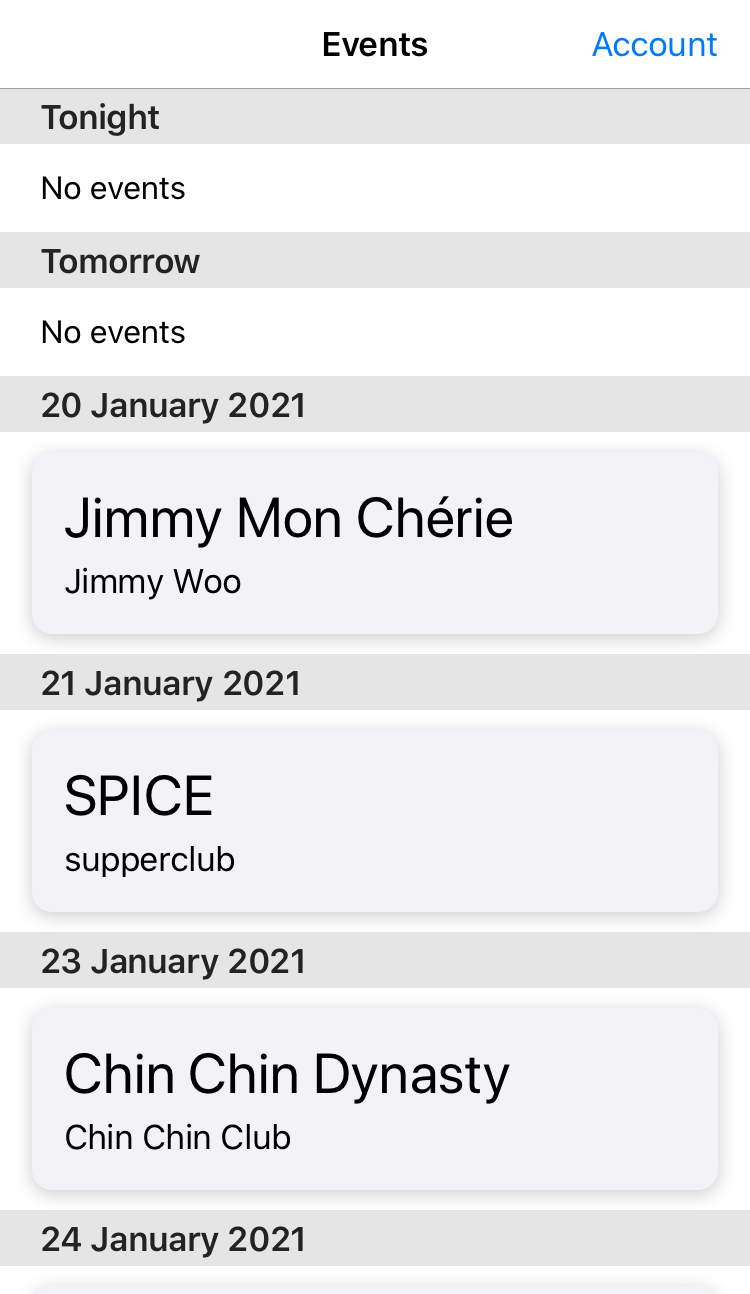 Events
Account
Tonight
No events
Tomorrow
No events
20 January 2021
Jimmy Mon Chérie
Jimmy Woo
21 January 2021
SPICE
supperclub
23 January 2021
Chin Chin Dynasty
Chin Chin Club
24 January 2021